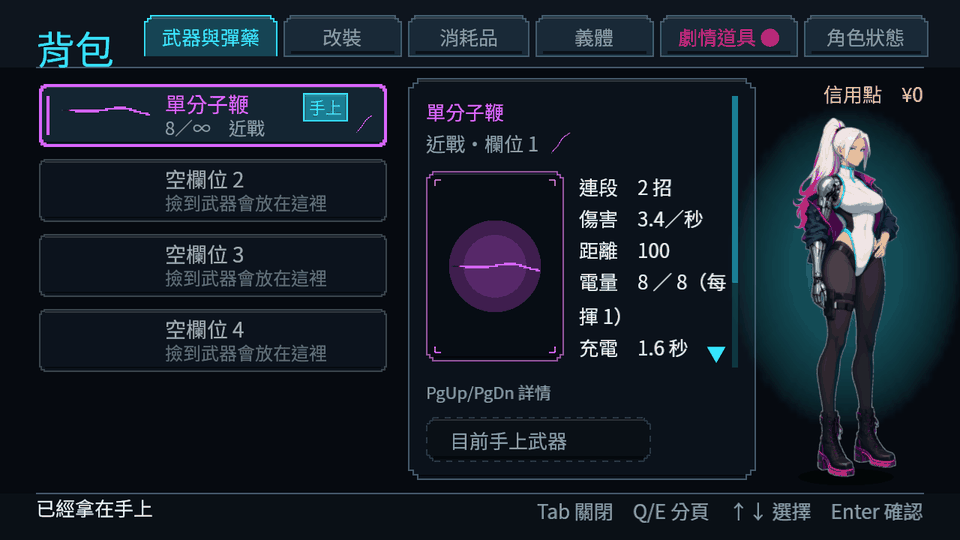 背包
武器與彈藥
改裝
消耗品
義體
劇情道具
角色狀態
單分子鞭
8／∞ 近戰
手上
空欄位 2
撿到武器會放在這裡
空欄位 3
撿到武器會放在這裡
空欄位 4
撿到武器會放在這裡
單分子鞭
近戰・欄位 1
連段 2 招
傷害 3.4／秒
距離 100
電量 8 ／ 8（每
揮 1）
充電 1.6 秒
PgUp/PgDn 詳情
目前手上武器
信用點 ¥0
已經拿在手上
Tab 關閉 Q/E 分頁 ↑↓ 選擇 Enter 確認